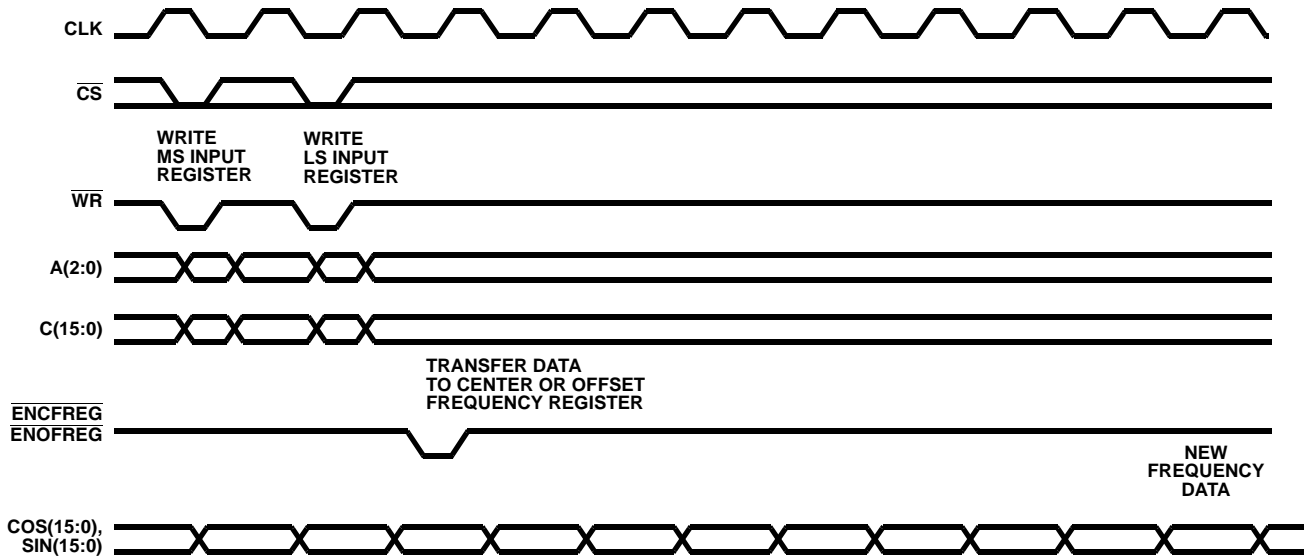 CLK
CS
WRITE
MS INPUT
REGISTER
WRITE
LS INPUT
REGISTER
WR
A(2:0)
C(15:0)
TRANSFER DATA
TO CENTER OR OFFSET
FREQUENCY REGISTER
ENCFREG
ENOFREG
NEW
FREQUENCY
DATA
COS(15:0),
SIN(15:0)